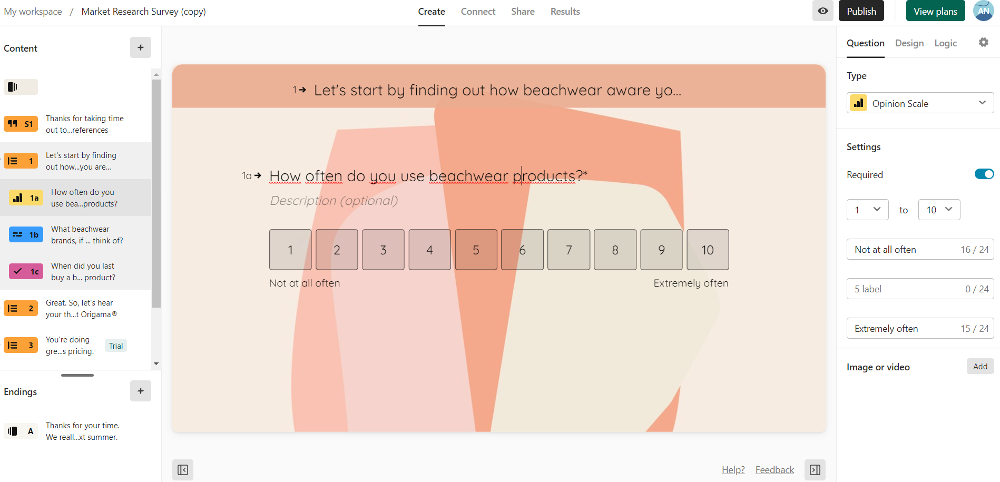 My workspace / Market Research Survey (copy)
Create Connect Share Results
Publish
View plans
AN
Content
+
S1 Thanks for taking time
out to...references
1 Let's start by finding
out how...you are...
1a How often do you
use bea...products?
1b What beachwear
brands, if ... think of?
1c When did you last
buy a b... product?
2 Great. So, let's hear
your th...t Origama®
3 You're doing
gre...s pricing.
Trial
Endings
+
A Thanks for your time.
We reall...xt summer.
1 → Let's start by finding out how beachwear aware yo...
1a → How often do you use beachwear products?*
Description (optional)
1 2 3 4 5 6 7 8 9 10
Not at all often Extremely often
Help? Feedback
Question Design Logic
Type
Opinion Scale
Settings
Required
1 to 10
Not at all often 16 / 24
5 label 0 / 24
Extremely often 15 / 24
Image or video Add